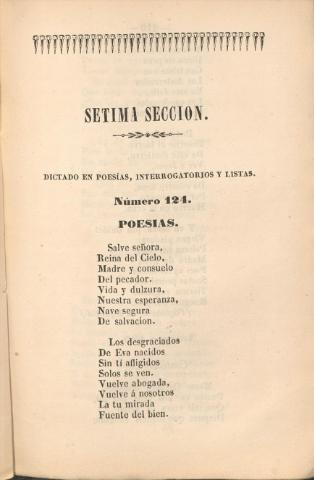 SETIMA SECCION.
DICTADO EN POESÍAS, INTERROGATORIOS Y LISTAS.
Número 124.
POESIAS.
Salve señora,
Reina del Cielo,
Madre y consuelo
Del pecador.
Vida y dulzura,
Nuestra esperanza,
Nave segura
De salvacion.
Los desgraciados
De Eva nacidos
Sin tí afligidos
Solos se ven.
Vuelve abogada,
Vuelve á nosotros
La tu mirada
Fuente del bien.